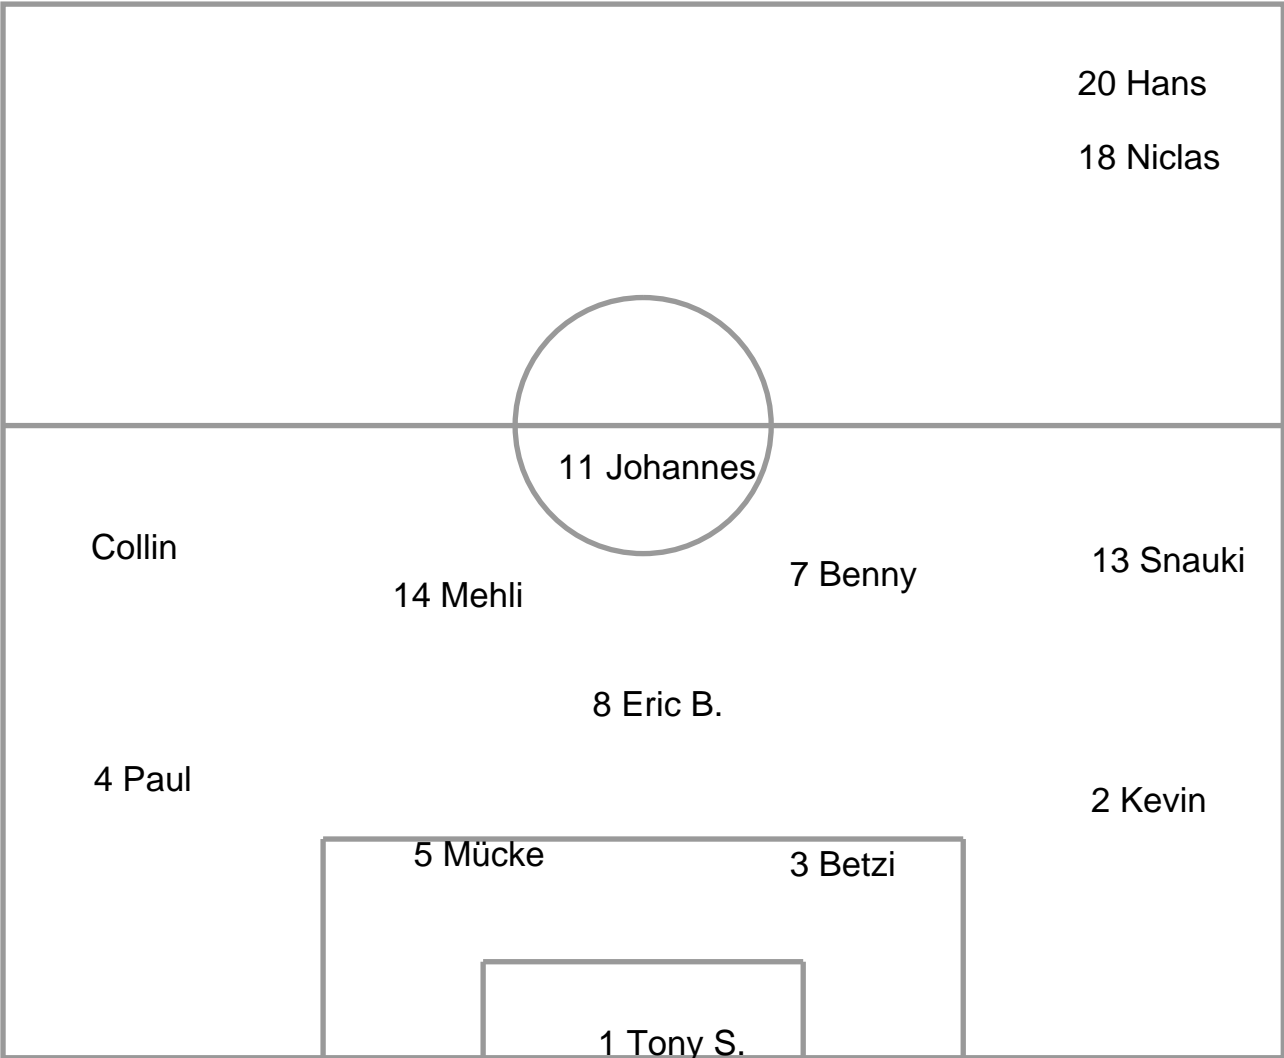 20 Hans
18 Niclas
11 Johannes
Collin
13 Snauki
7 Benny
14 Mehli
8 Eric B.
4 Paul
2 Kevin
5 Mücke
3 Betzi
1 Tony S.